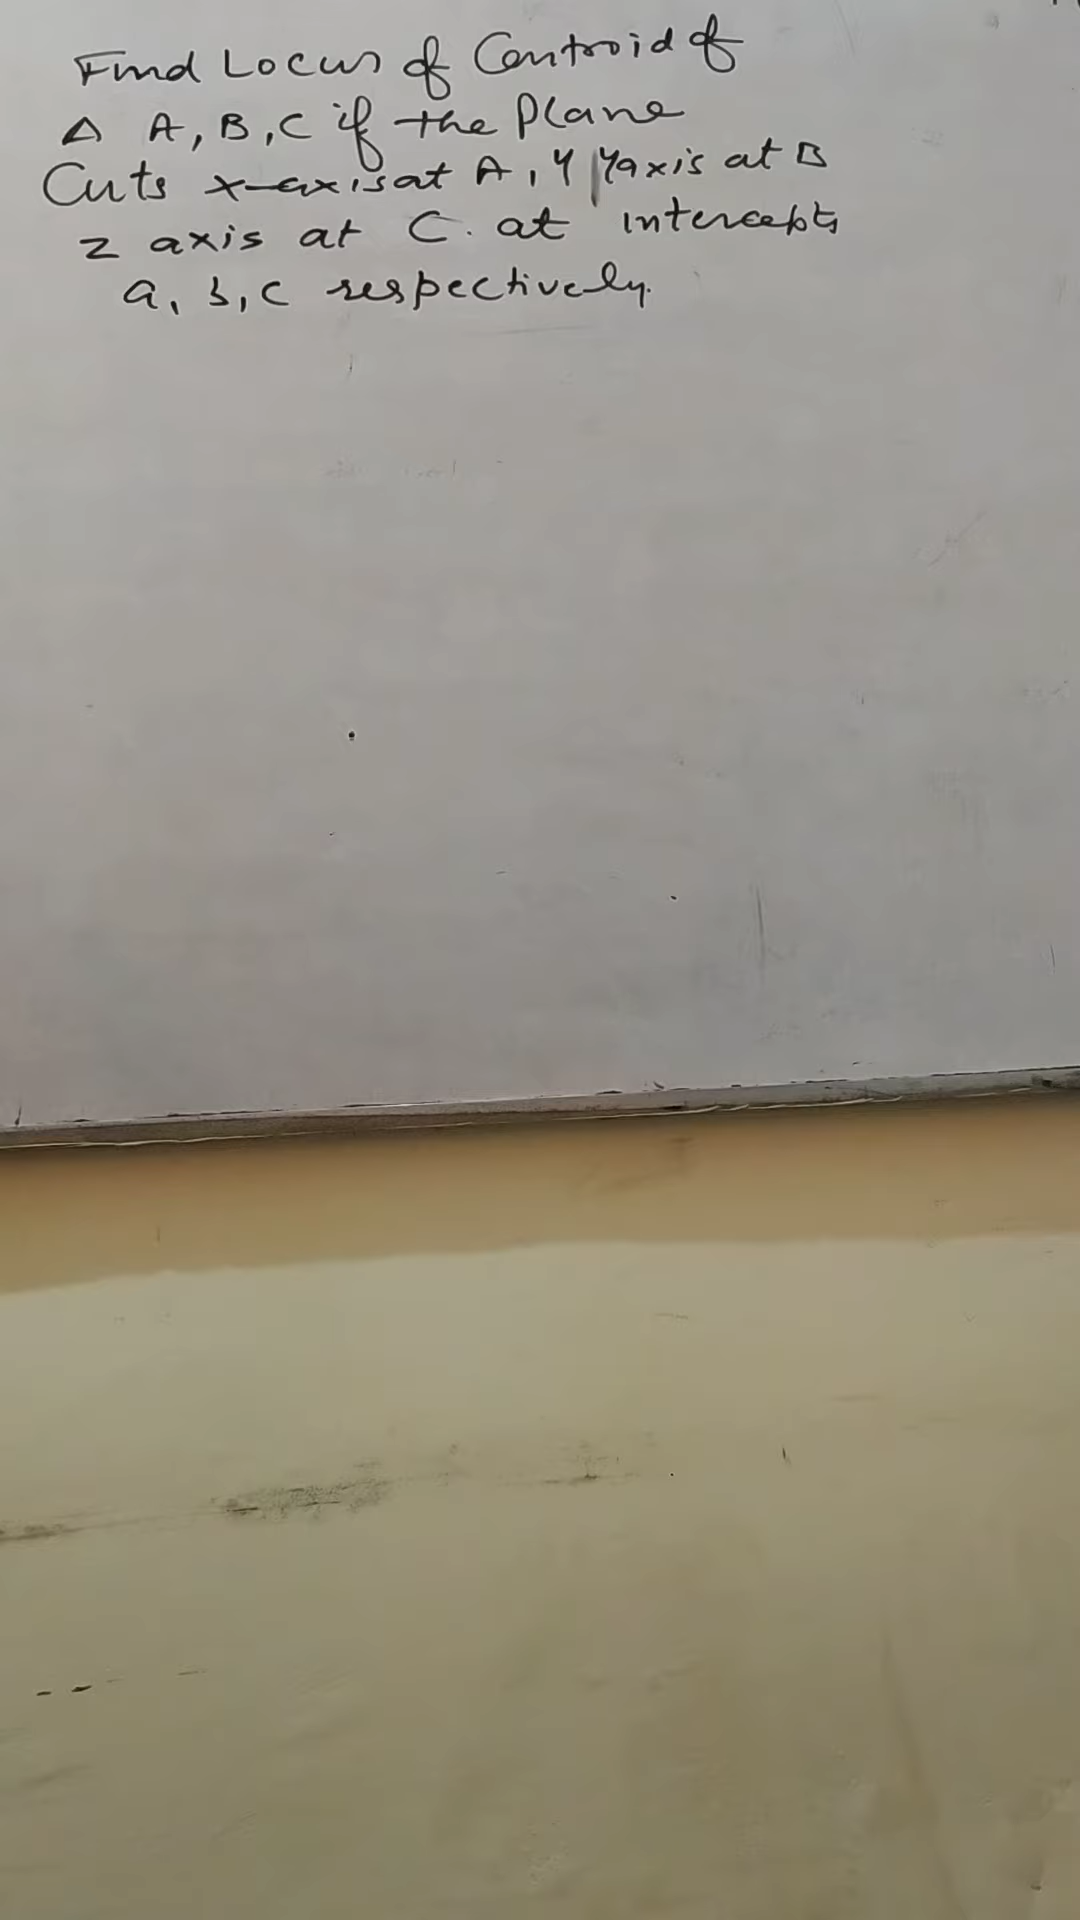 Find Locus of Centroid of
Δ A, B, C if the Plane
Cuts x-axis at A, Y Yaxis at B
z axis at C. at intercepts
a, b, c respectively.